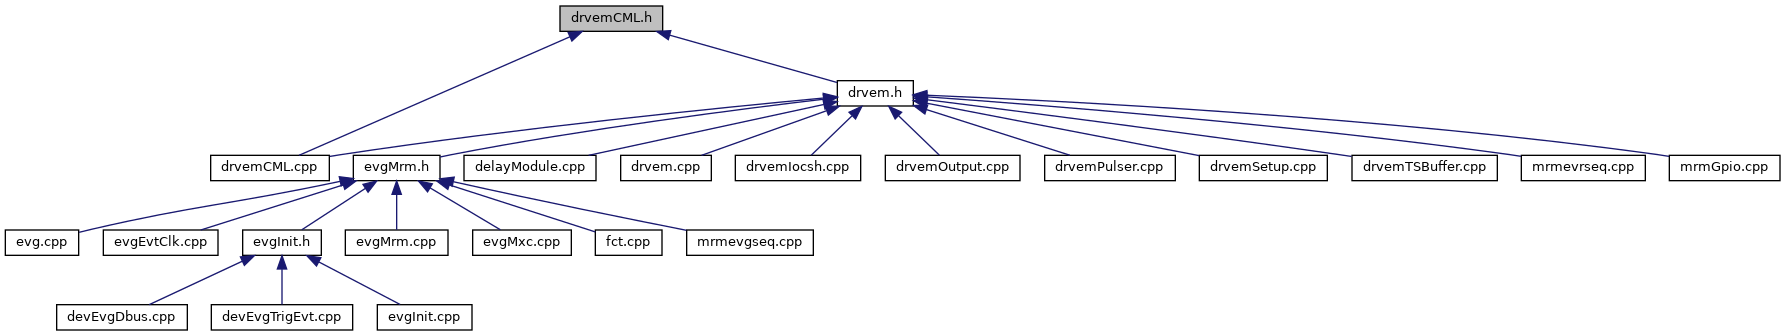 drvemCML.h
drvem.h
drvemCML.cpp
evgMrm.h
delayModule.cpp
drvem.cpp
drvemIocsh.cpp
drvemOutput.cpp
drvemPulser.cpp
drvemSetup.cpp
drvemTSBuffer.cpp
mrmevrseq.cpp
mrmGpio.cpp
evg.cpp
evgEvtClk.cpp
evgInit.h
evgMrm.cpp
evgMxc.cpp
fct.cpp
mrmevgseq.cpp
devEvgDbus.cpp
devEvgTrigEvt.cpp
evgInit.cpp